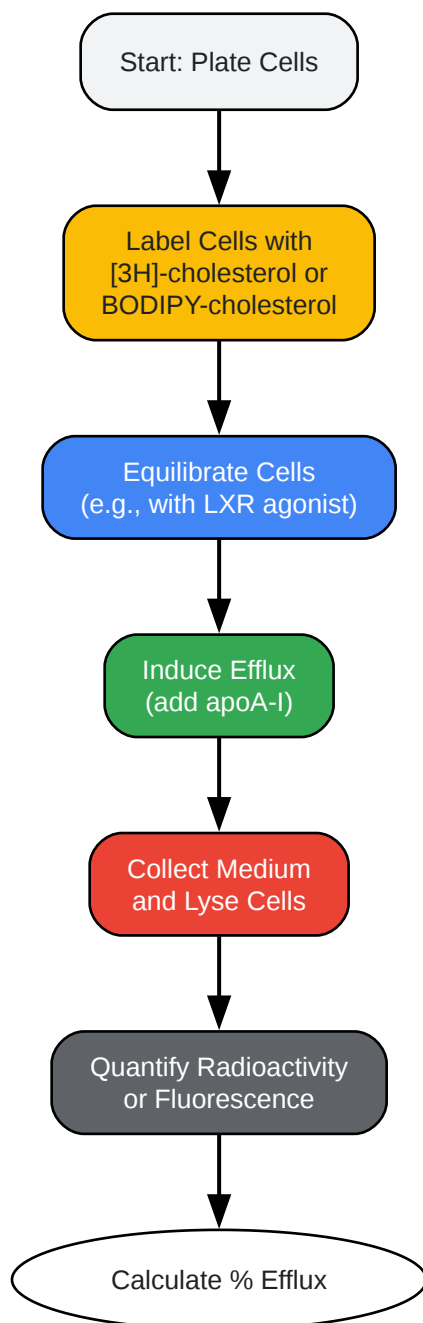 Start: Plate Cells
Label Cells with
[3H]-cholesterol or
BODIPY-cholesterol
Equilibrate Cells
(e.g., with LXR agonist)
Induce Efflux
(add apoA-I)
Collect Medium
and Lyse Cells
Quantify Radioactivity
or Fluorescence
Calculate % Efflux